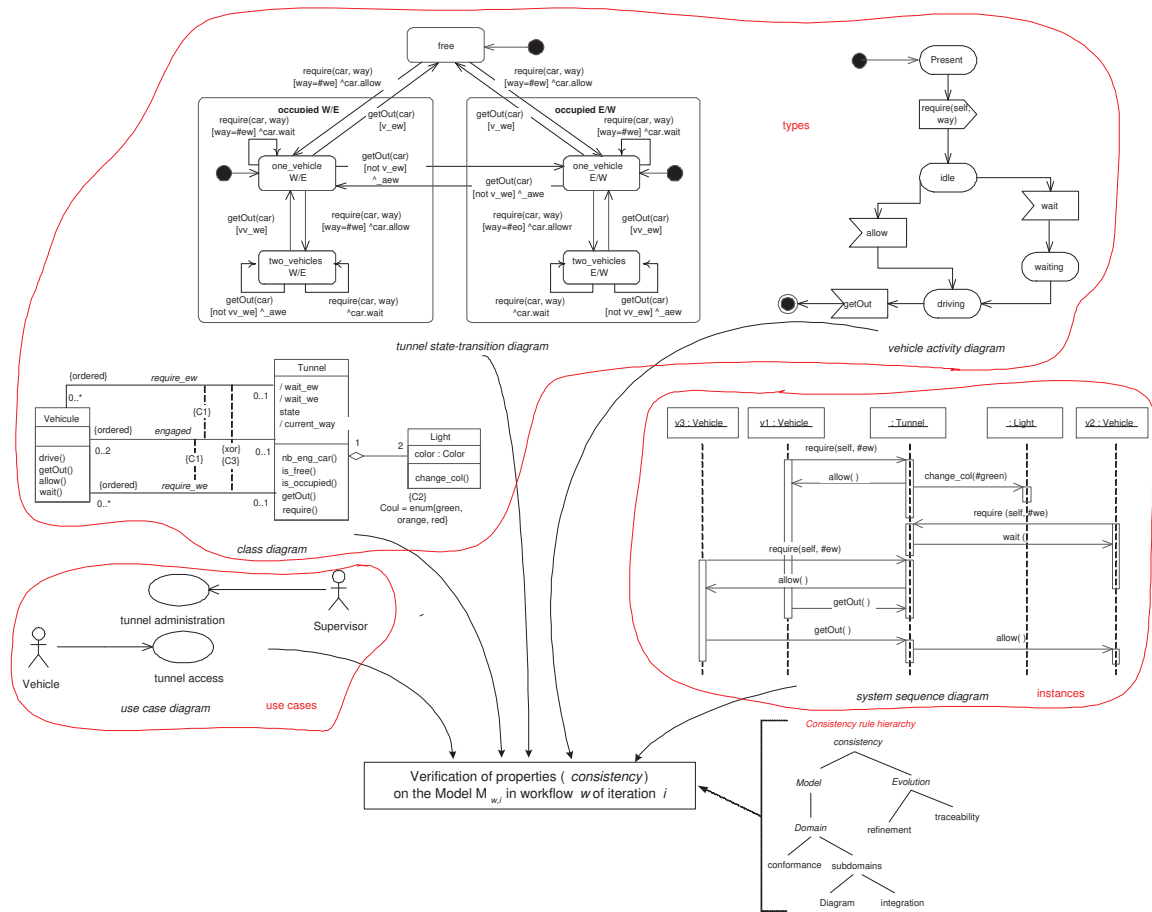 free
require(car, way)
[way=#we] ^car.allow
require(car, way)
[way=#ew] ^car.allow
occupied W/E
require(car, way)
[way=#ew] ^car.wait
getOut(car)
[v_ew]
one_vehicle
W/E
getOut(car)
[not v_ew]
^_aew
getOut(car)
[vv_we]
require(car, way)
[way=#we] ^car.allow
two_vehicles
W/E
getOut(car)
[not vv_we] ^_awe
require(car, way)
^car.wait
occupied E/W
getOut(car)
[v_we]
require(car, way)
[way=#we] ^car.wait
one_vehicle
E/W
getOut(car)
[not v_we] ^_awe
require(car, way)
[way=#eo] ^car.allowr
getOut(car)
[vv_ew]
two_vehicles
E/W
require(car, way)
^car.wait
getOut(car)
[not vv_ew] ^_aew
tunnel state-transition diagram
types
Present
require(self,
way)
idle
wait
allow
waiting
getOut
driving
vehicle activity diagram
{ordered}
require_ew
0..*
0..1
{C1}
Vehicule
drive()
getOut()
allow()
wait()
{ordered}
engaged
0..2
0..1
{C1}
{xor}
{C3}
{ordered}
require_we
0..*
0..1
Tunnel
/ wait_ew
/ wait_we
state
/ current_way
nb_eng_car()
is_free()
is_occupied()
getOut()
require()
1
2
Light
color : Color
change_col()
{C2}
Coul = enum{green,
orange, red}
class diagram
v3 : Vehicle
v1 : Vehicle
: Tunnel
: Light
v2 : Vehicle
require(self, #ew)
allow( )
change_col(#green)
require (self, #we)
wait ( )
require(self, #ew)
allow( )
getOut( )
getOut( )
allow( )
system sequence diagram
instances
tunnel administration
Supervisor
Vehicle
tunnel access
use case diagram
use cases
Verification of properties ( consistency)
on the Model M w,i in workflow w of iteration i
Consistency rule hierarchy
consistency
Model
Evolution
Domain
refinement
traceability
conformance
subdomains
Diagram
integration